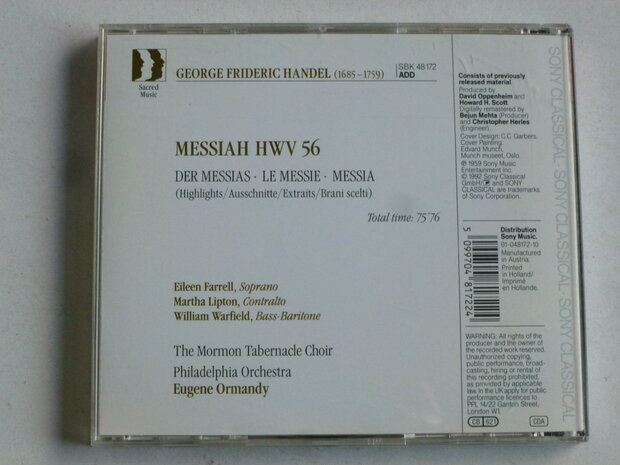 Sacred
Music
GEORGE FRIDERIC HANDEL (1685–1759)
SBK 48172
ADD
MESSIAH HWV 56
DER MESSIAS · LE MESSIE · MESSIA
(Highlights/Ausschnitte/Extraits/Brani scelti)
Total time: 75'76
Eileen Farrell, Soprano
Martha Lipton, Contralto
William Warfield, Bass-Baritone
The Mormon Tabernacle Choir
Philadelphia Orchestra
Eugene Ormandy
Consists of previously
released material
Produced by
David Oppenheim and
Howard H. Scott
Digitally remastered by
Bejun Mehta (Producer)
and Christopher Herles
(Engineer)
Cover Design: C.C. Garbers,
Cover Painting:
Edvard Munch,
Munch museet, Oslo.
℗ 1959 Sony Music
Entertainment Inc.
© 1992 Sony Classical
GmbH/℗ and SONY
CLASSICAL are trademarks
of Sony Corporation.
5 099704 817224
Distribution
Sony Music.
01-048172-10
Manufactured
in Austria.
Printed
in Holland/
Imprimé
en Hollande.
WARNING: All rights of the
producer and the owner of
the recorded work reserved.
Unauthorized copying,
public performance, broad-
casting, hiring or rental of
this recording prohibited,
as provided by applicable
law. In the UK apply for public
performance licences to
PPL 14/22 Ganton Street,
London W1.
CB 621
CDA
SONY CLASSICAL SONY CLASSICAL SONY CLASSICAL